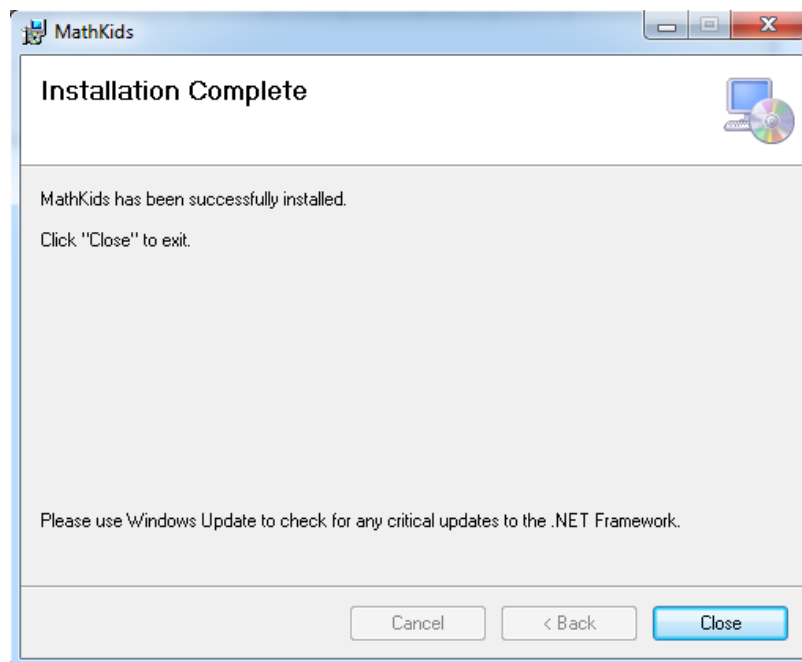 MathKids
Installation Complete
MathKids has been successfully installed.
Click "Close" to exit.
Please use Windows Update to check for any critical updates to the .NET Framework.
Cancel
< Back
Close